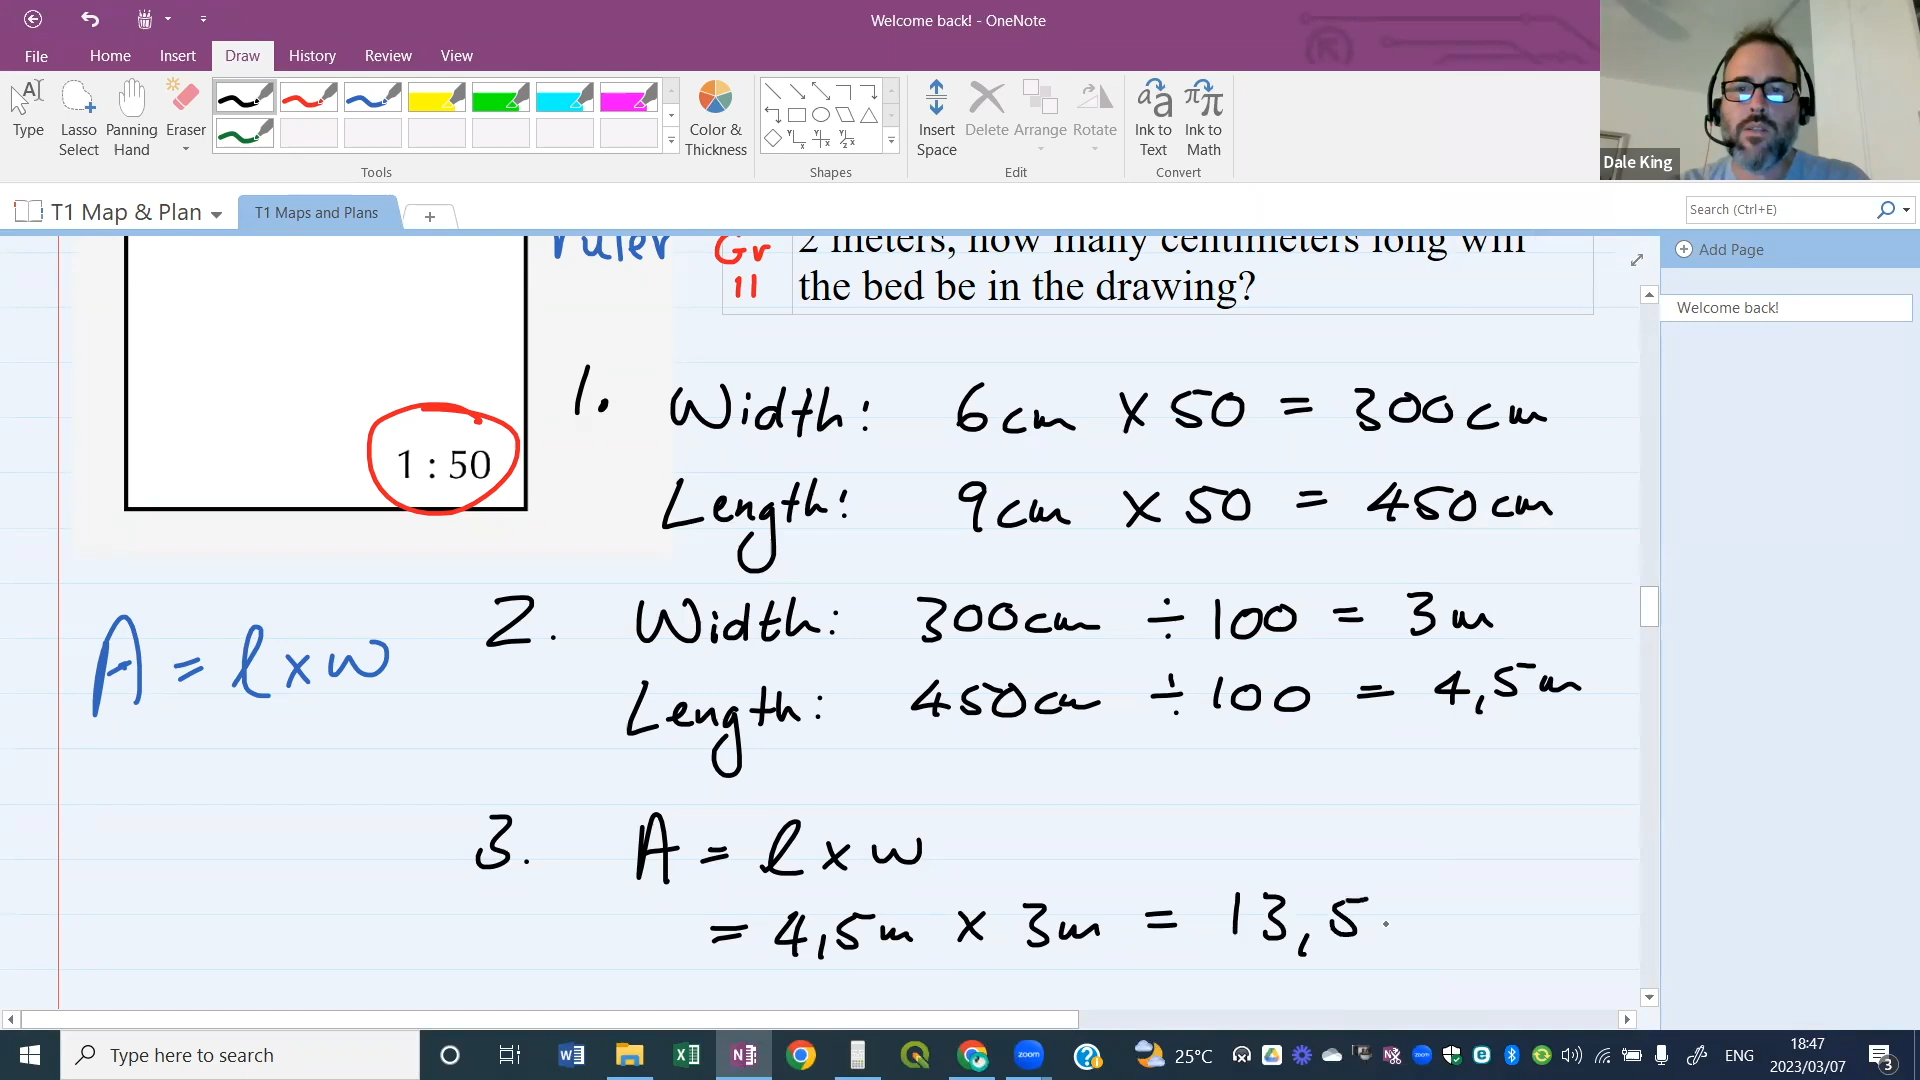 Welcome back! - OneNote
File
Home
Insert
Draw
History
Review
View
Type
Lasso Select
Panning Hand
Eraser
Color & Thickness
Insert Space
Delete
Arrange
Rotate
Ink to Text
Ink to Math
Tools
Shapes
Edit
Convert
Dale King
T1 Map & Plan
T1 Maps and Plans
Search (Ctrl+E)
Add Page
Welcome back!
ruler
Gr
11
2 meters, how many centimeters long will
the bed be in the drawing?
1 : 50
1. Width: 6cm × 50 = 300cm
Length: 9cm × 50 = 450cm
A = l × w
2. Width: 300cm ÷ 100 = 3m
Length: 450cm ÷ 100 = 4,5m
3. A = l × w
= 4,5m × 3m = 13,5
Type here to search
zoom
25°C
ENG
18:47
2023/03/07
3